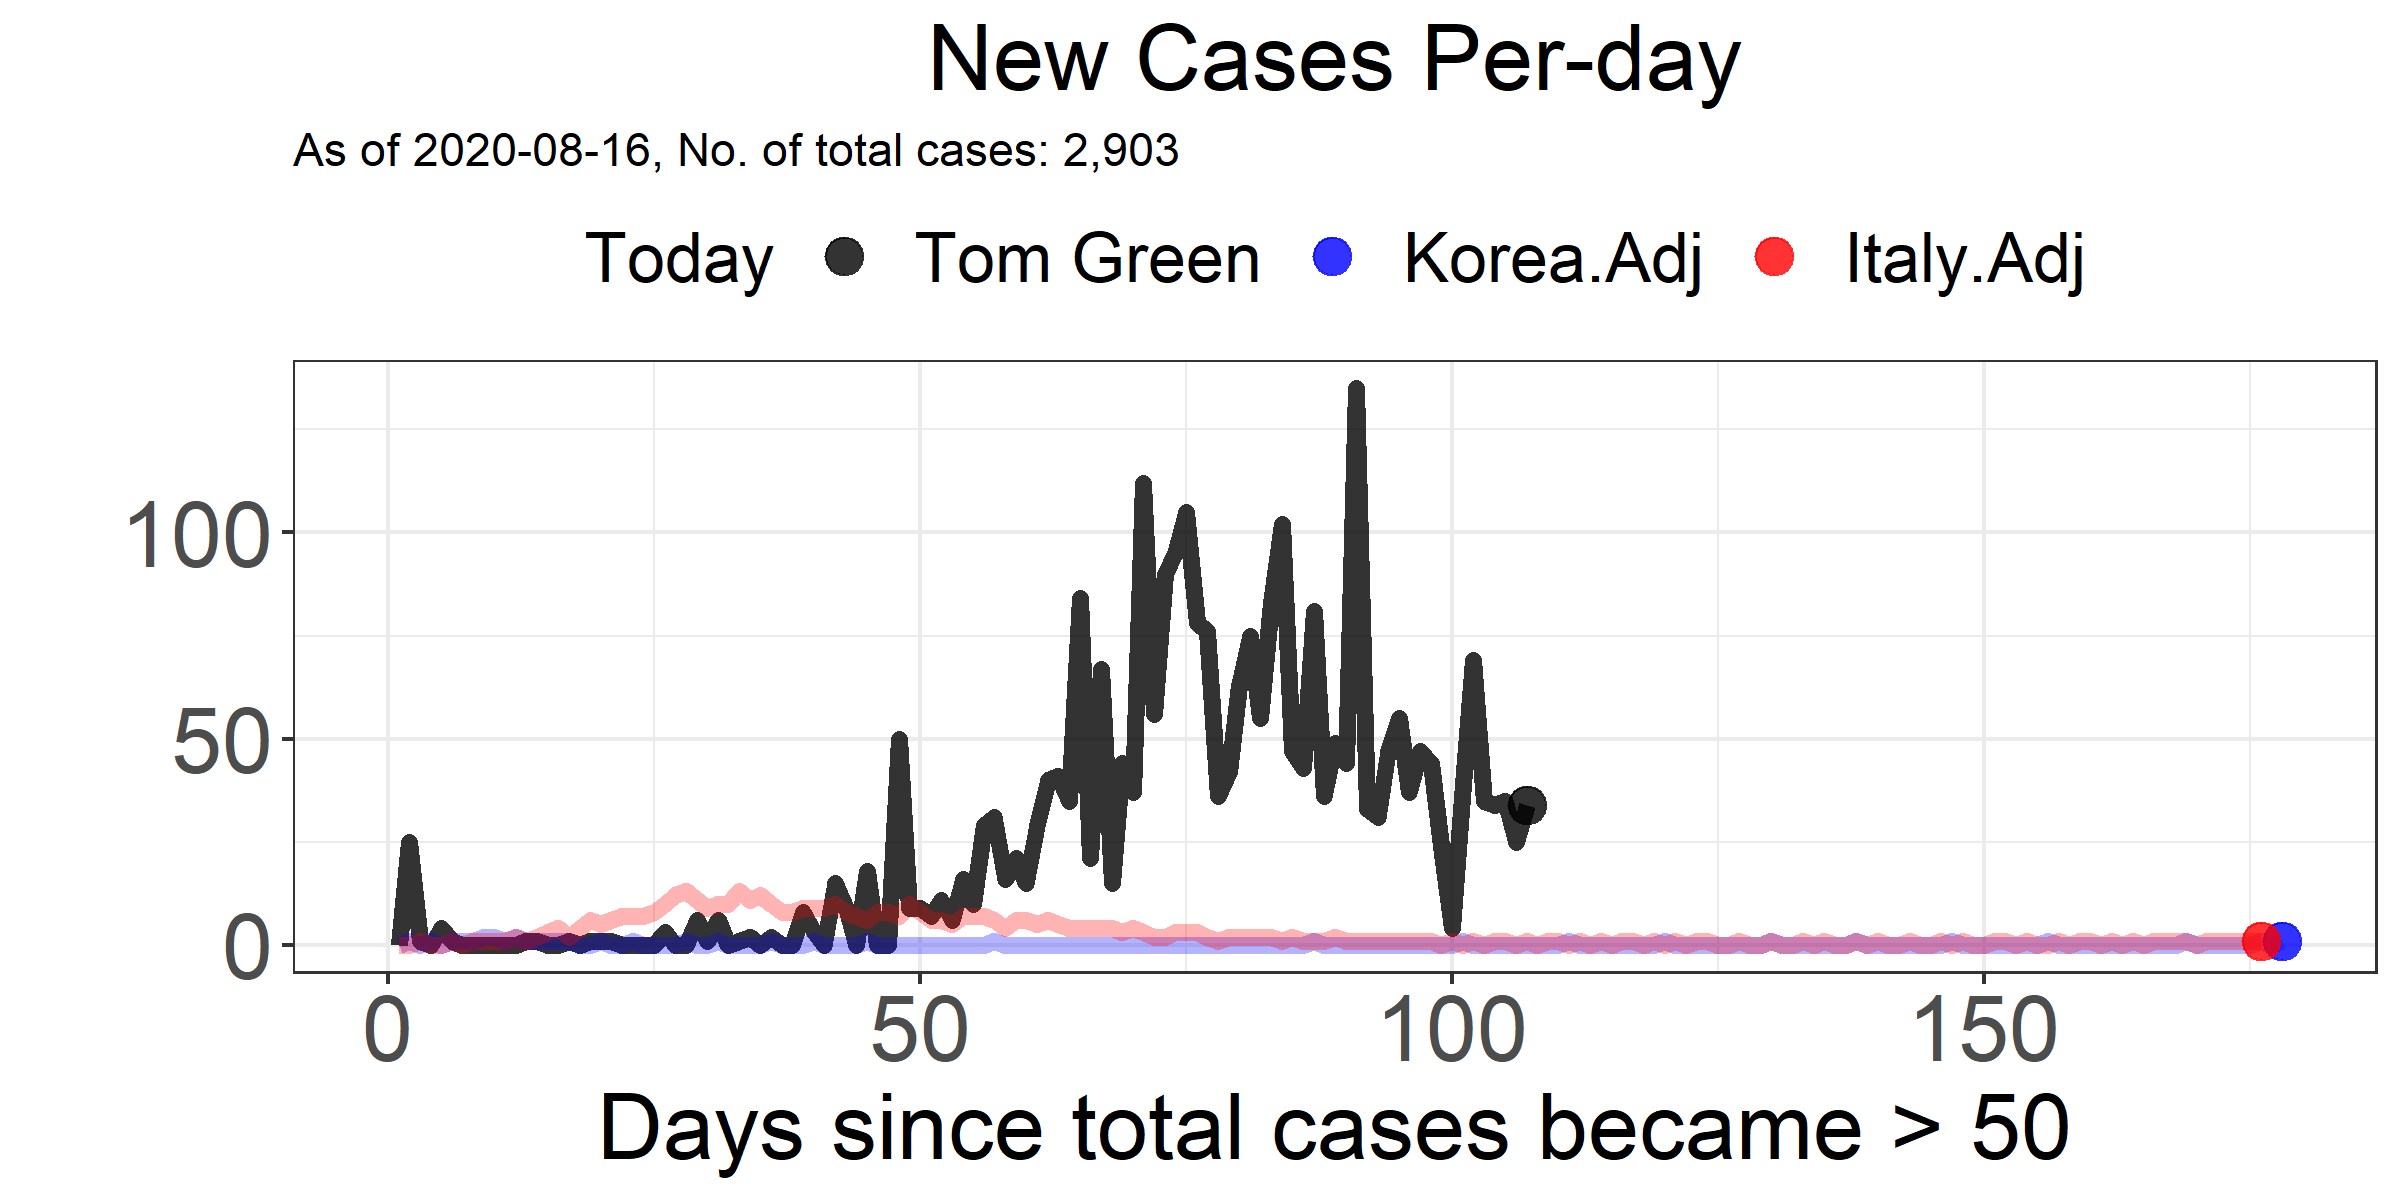 New Cases Per-day
As of 2020-08-16, No. of total cases: 2,903
Today Tom Green Korea.Adj Italy.Adj
100
50
0
0 50 100 150
Days since total cases became > 50